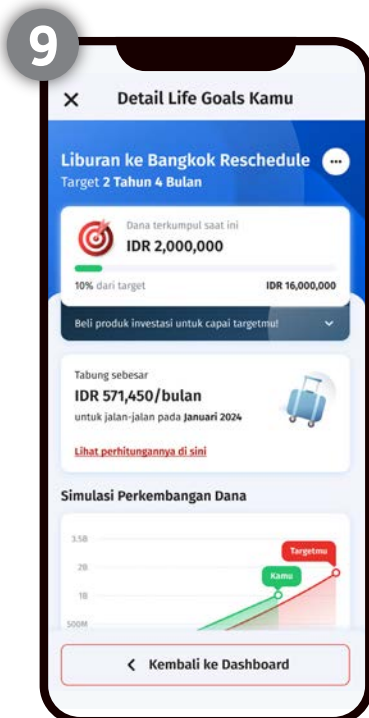 9
Detail Life Goals Kamu
Liburan ke Bangkok Reschedule
Target 2 Tahun 4 Bulan
Dana terkumpul saat ini
IDR 2,000,000
10% dari target IDR 16,000,000
Beli produk investasi untuk capai targetmu!
Tabung sebesar
IDR 571,450/bulan
untuk jalan-jalan pada Januari 2024
Lihat perhitungannya di sini
Simulasi Perkembangan Dana
3.5B
Targetmu
2B
Kamu
1B
500M
Kembali ke Dashboard